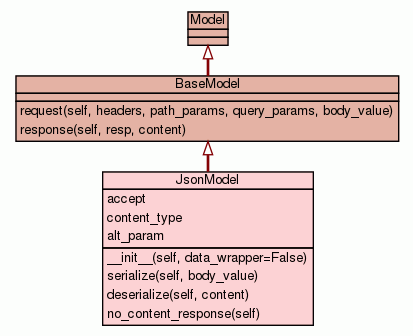 Model
BaseModel
request(self, headers, path_params, query_params, body_value)
response(self, resp, content)
JsonModel
accept
content_type
alt_param
__init__(self, data_wrapper=False)
serialize(self, body_value)
deserialize(self, content)
no_content_response(self)